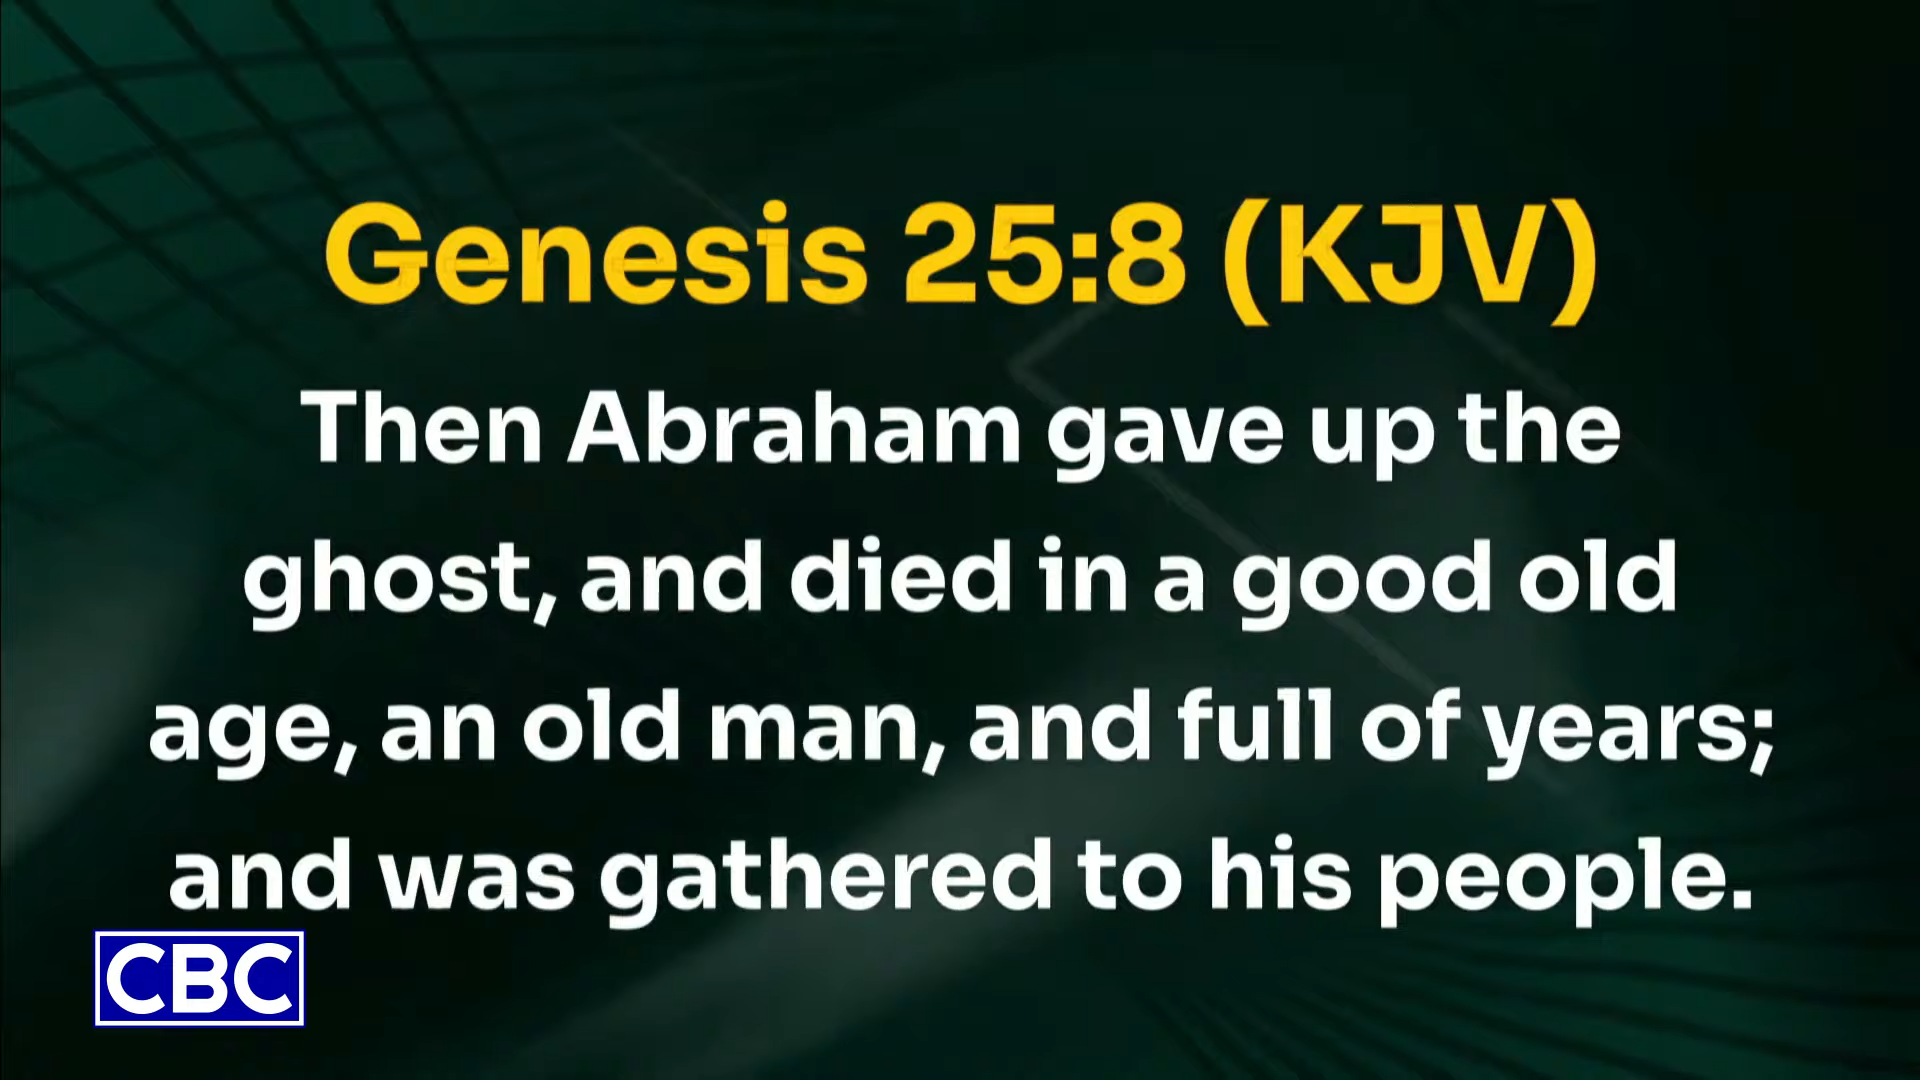 Genesis 25:8 (KJV)
Then Abraham gave up the
ghost, and died in a good old
age, an old man, and full of years;
and was gathered to his people.
CBC